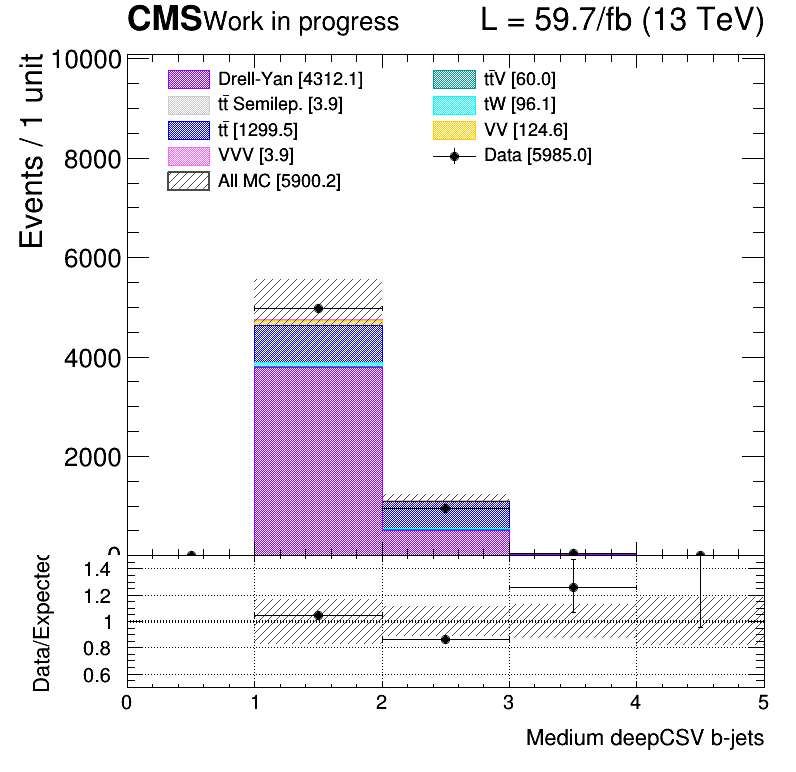 CMS Work in progress L = 59.7/fb (13 TeV)
Events / 1 unit
10000
8000
6000
4000
2000
0
Drell-Yan [4312.1]
tt̄ Semilep. [3.9]
tt̄ [1299.5]
VVV [3.9]
All MC [5900.2]
tt̄V [60.0]
tW [96.1]
VV [124.6]
Data [5985.0]
Data/Expected
1.4
1.2
1
0.8
0.6
0 1 2 3 4 5
Medium deepCSV b-jets